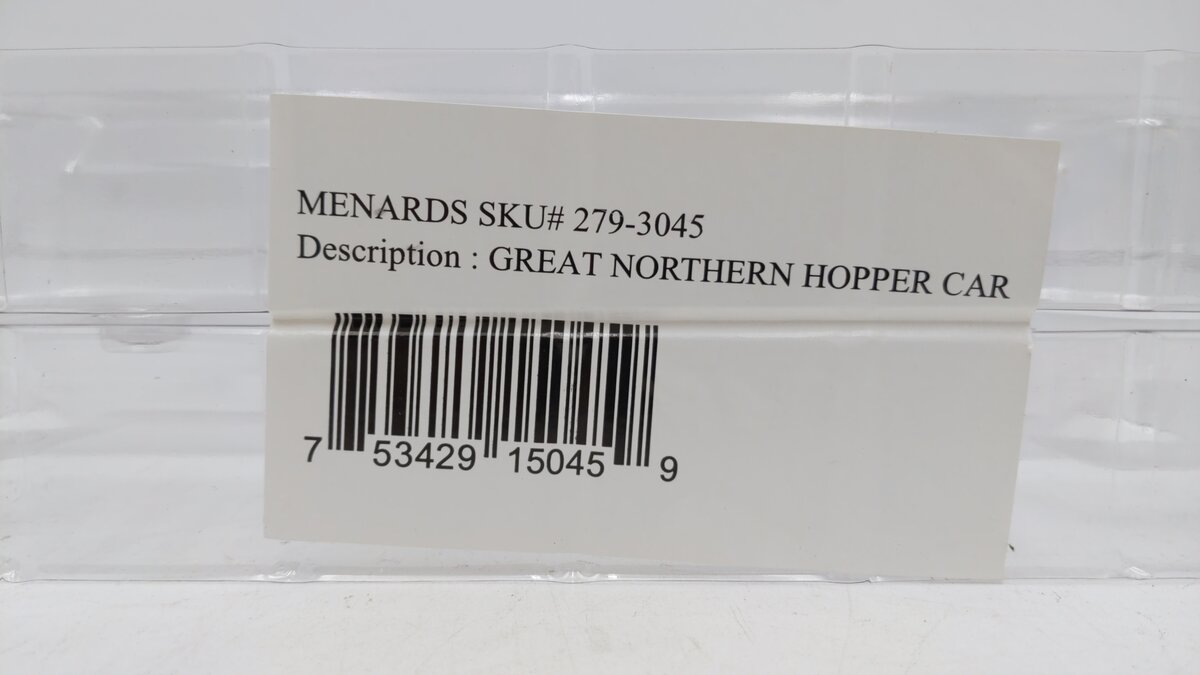 MENARDS SKU# 279-3045
Description : GREAT NORTHERN HOPPER CAR
7 53429 15045 9